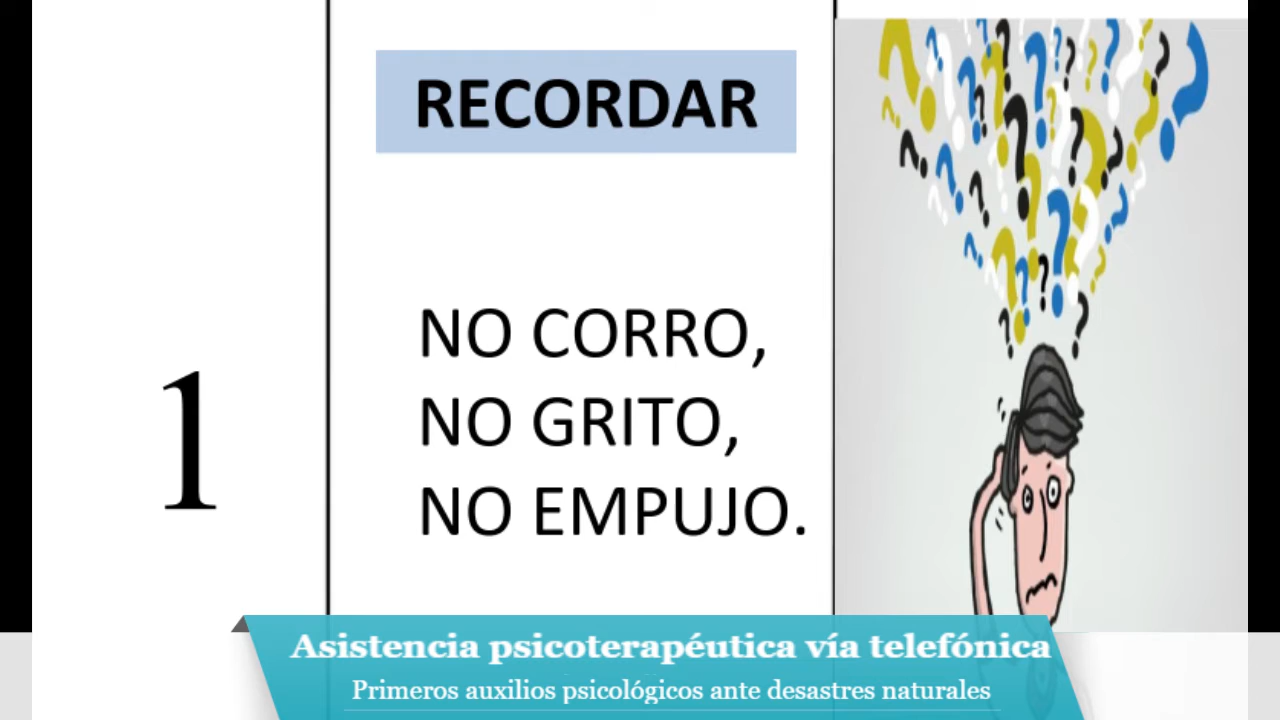 1
RECORDAR
NO CORRO,
NO GRITO,
NO EMPUJO.
Asistencia psicoterapéutica vía telefónica
Primeros auxilios psicológicos ante desastres naturales